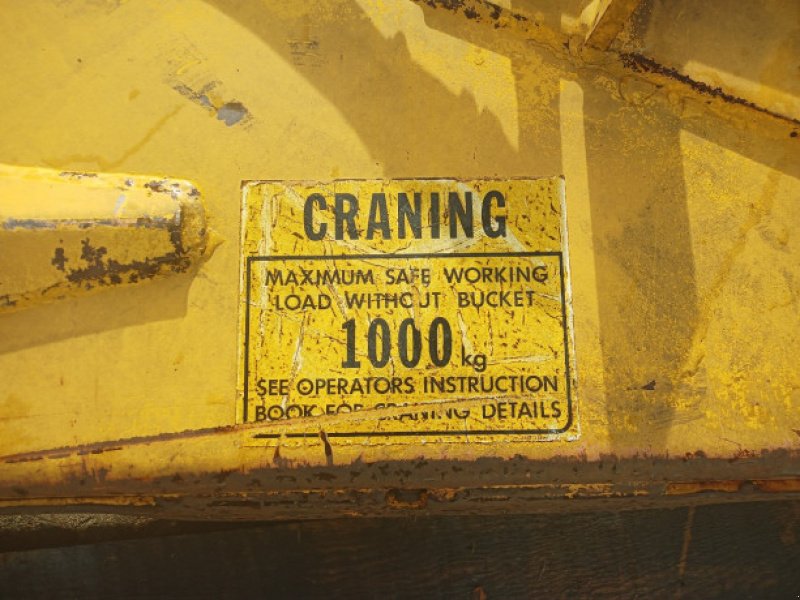 CRANING
MAXIMUM SAFE WORKING
LOAD WITHOUT BUCKET
1000 kg
SEE OPERATORS INSTRUCTION
BOOK FOR CRANING DETAILS